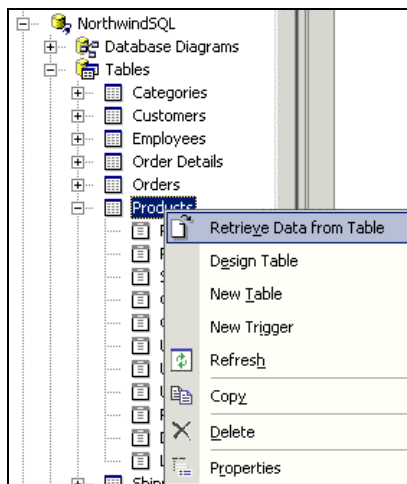 NorthwindSQL
Database Diagrams
Tables
Categories
Customers
Employees
Order Details
Orders
Products
Retrieve Data from Table
Design Table
New Table
New Trigger
Refresh
Copy
Delete
Properties